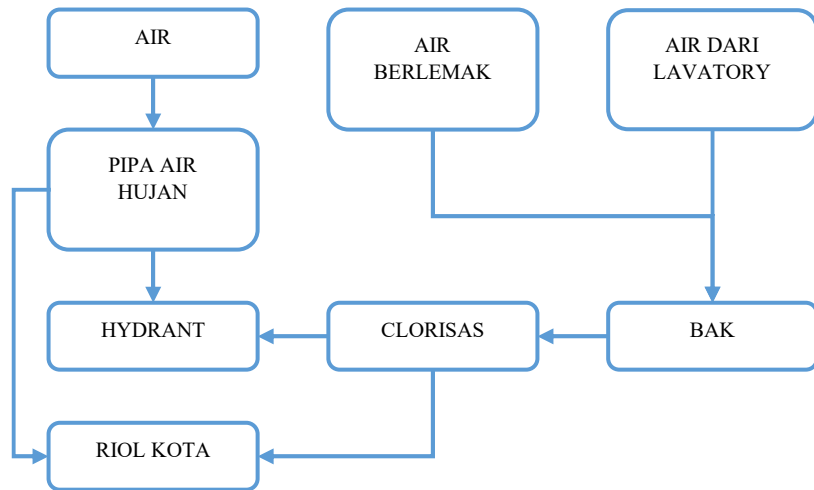 AIR
AIR
BERLEMAK
AIR DARI
LAVATORY
PIPA AIR
HUJAN
HYDRANT
CLORISAS
BAK
RIOL KOTA